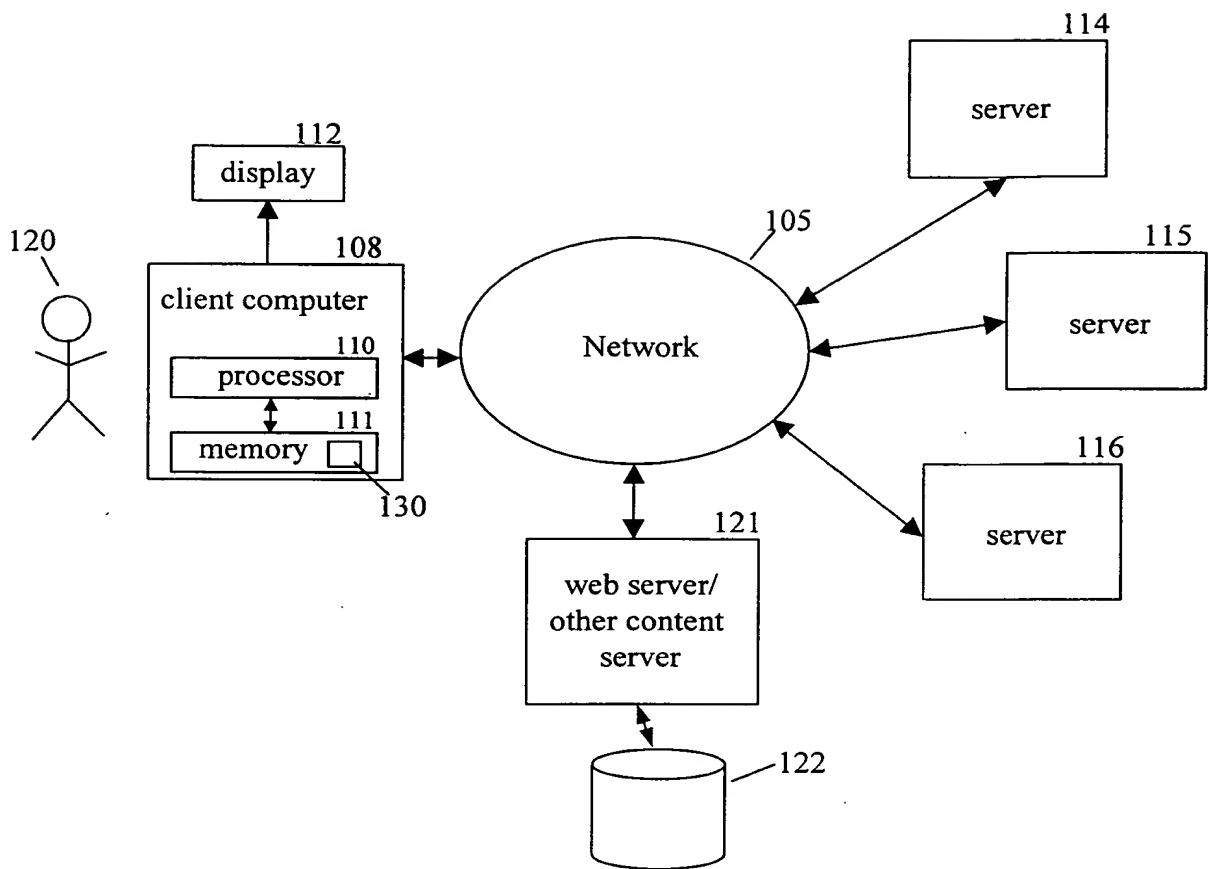 114
server
112
display
105
120
108
client computer
115
server
110
processor
Network
111
memory
130
116
server
121
web server/
other content
server
122